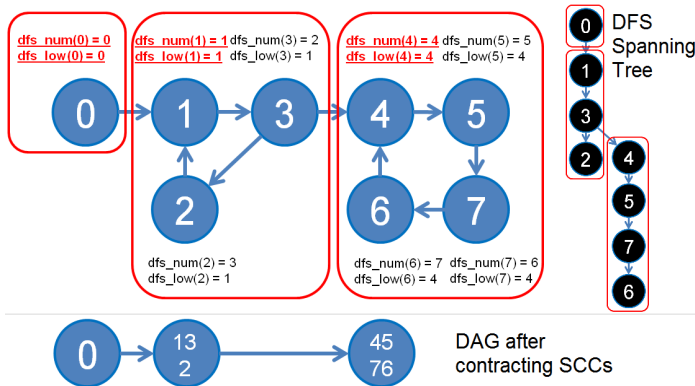 dfs_num(0) = 0
dfs_low(0) = 0
dfs_num(1) = 1
dfs_low(1) = 1
dfs_num(3) = 2
dfs_low(3) = 1
dfs_num(4) = 4
dfs_low(4) = 4
dfs_num(5) = 5
dfs_low(5) = 4
0
1
3
4
5
2
6
7
dfs_num(2) = 3
dfs_low(2) = 1
dfs_num(6) = 7
dfs_low(6) = 4
dfs_num(7) = 6
dfs_low(7) = 4
0
1
3
2
4
5
7
6
DFS
Spanning
Tree
0
13
2
45
76
DAG after
contracting SCCs